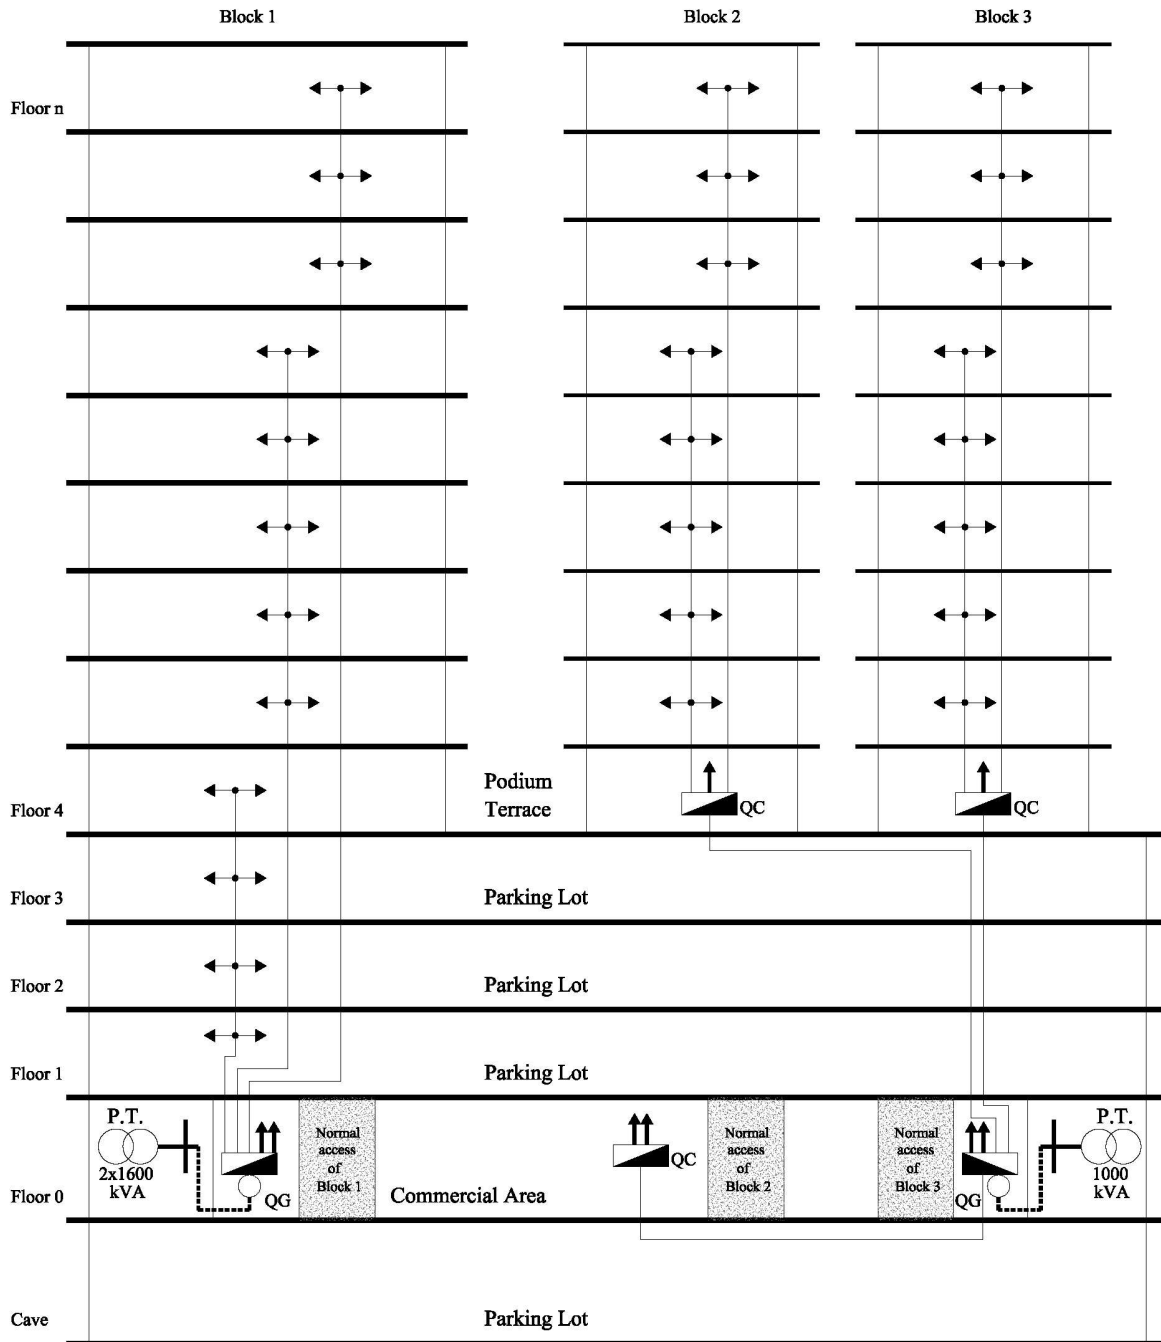 Block 1
Block 2
Block 3
Floor n
Podium
Terrace
Floor 4
QC
QC
Floor 3
Parking Lot
Floor 2
Parking Lot
Floor 1
Parking Lot
P.T.
2x1600
kVA
QG
Normal
access
of
Block 1
QC
Normal
access
of
Block 2
Normal
access
of
Block 3
QG
P.T.
1000
kVA
Floor 0
Commercial Area
Cave
Parking Lot